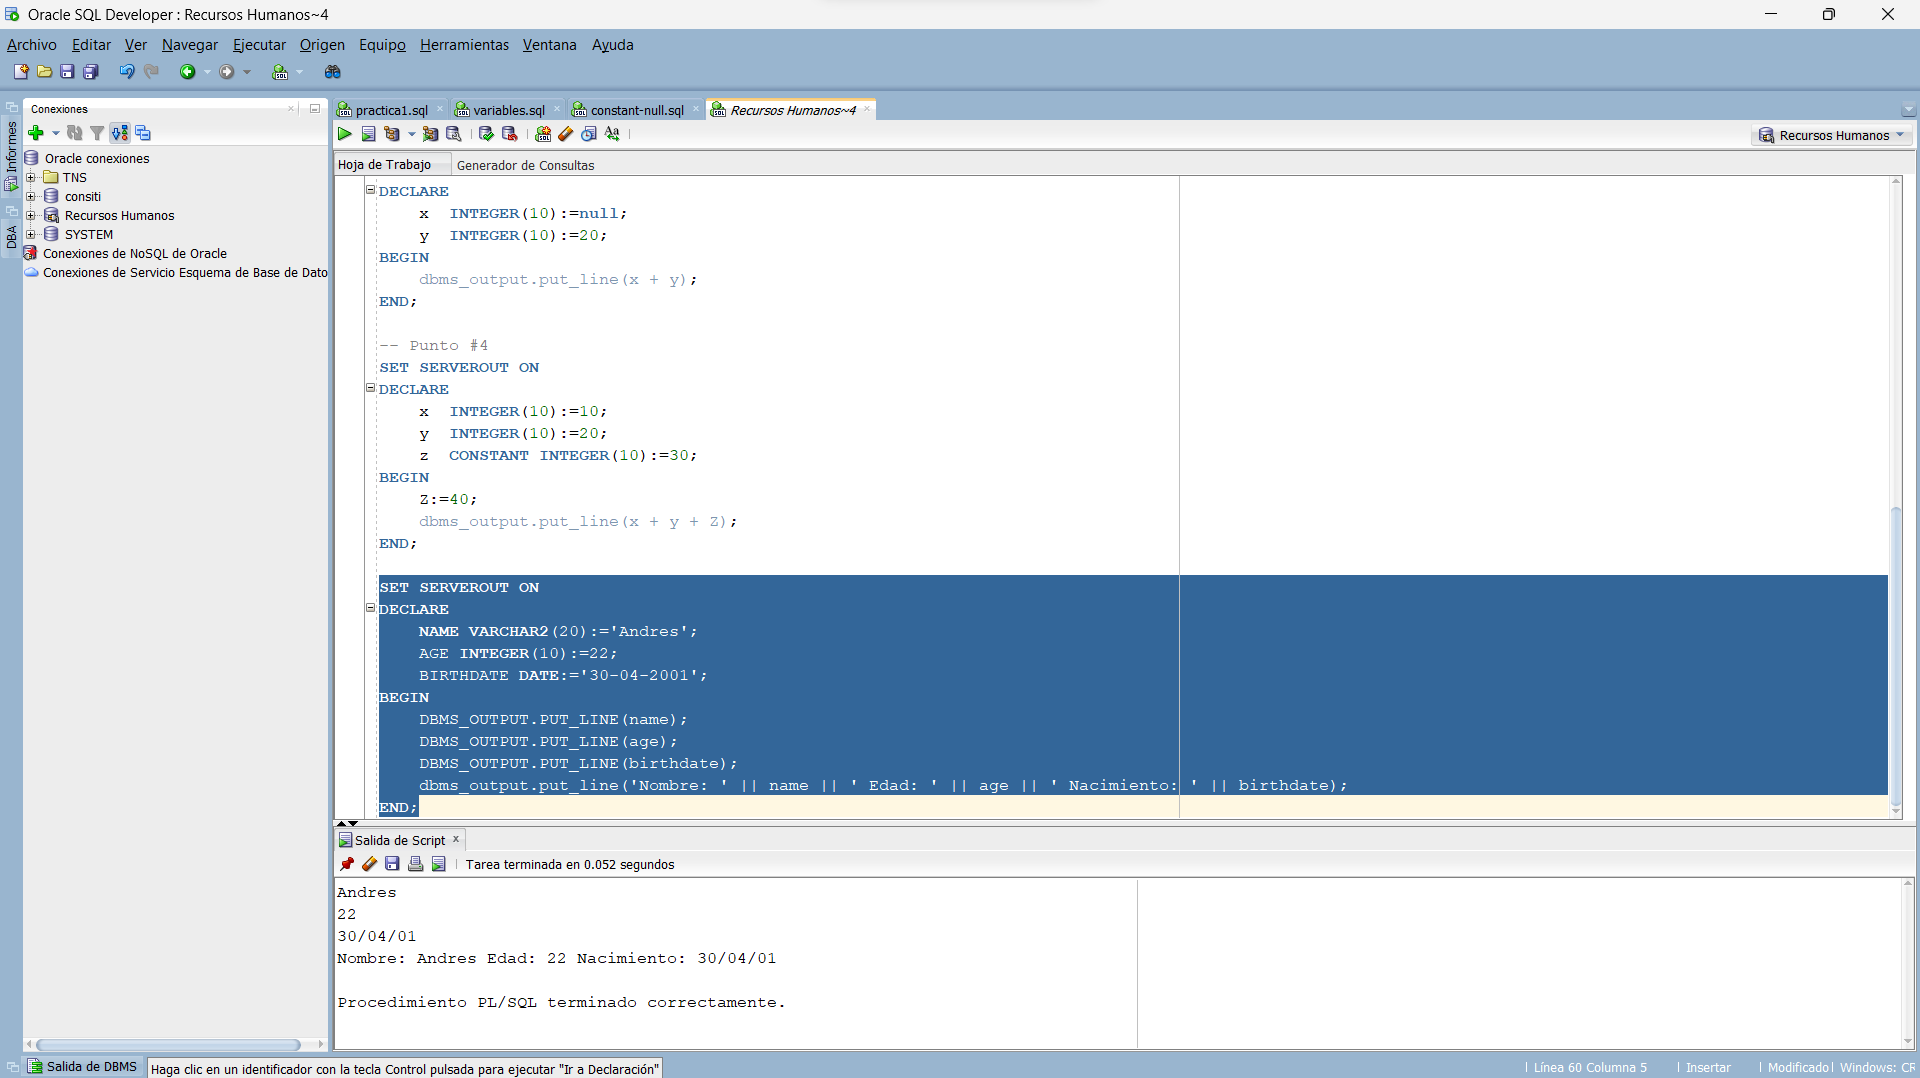 Oracle SQL Developer : Recursos Humanos~4
Archivo Editar Ver Navegar Ejecutar Origen Equipo Herramientas Ventana Ayuda
Informes
DBA
Conexiones
Oracle conexiones
TNS
consiti
Recursos Humanos
SYSTEM
Conexiones de NoSQL de Oracle
Conexiones de Servicio Esquema de Base de Dato
practica1.sql variables.sql constant-null.sql Recursos Humanos~4
Recursos Humanos
Hoja de Trabajo Generador de Consultas
DECLARE
x INTEGER(10):=null;
y INTEGER(10):=20;
BEGIN
dbms_output.put_line(x + y);
END;
-- Punto #4
SET SERVEROUT ON
DECLARE
x INTEGER(10):=10;
y INTEGER(10):=20;
z CONSTANT INTEGER(10):=30;
BEGIN
Z:=40;
dbms_output.put_line(x + y + Z);
END;
SET SERVEROUT ON
DECLARE
NAME VARCHAR2(20):='Andres';
AGE INTEGER(10):=22;
BIRTHDATE DATE:='30-04-2001';
BEGIN
DBMS_OUTPUT.PUT_LINE(name);
DBMS_OUTPUT.PUT_LINE(age);
DBMS_OUTPUT.PUT_LINE(birthdate);
dbms_output.put_line('Nombre: ' || name || ' Edad: ' || age || ' Nacimiento: ' || birthdate);
END;
Salida de Script
Tarea terminada en 0.052 segundos
Andres
22
30/04/01
Nombre: Andres Edad: 22 Nacimiento: 30/04/01
Procedimiento PL/SQL terminado correctamente.
Salida de DBMS
Haga clic en un identificador con la tecla Control pulsada para ejecutar "Ir a Declaración"
Línea 60 Columna 5 Insertar Modificado Windows: CR